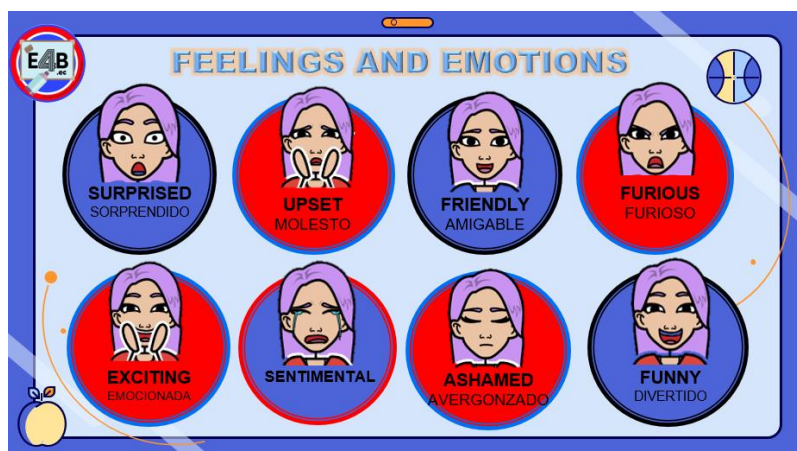 E4B
.ec
FEELINGS AND EMOTIONS
SURPRISED
SORPRENDIDO
UPSET
MOLESTO
FRIENDLY
AMIGABLE
FURIOUS
FURIOSO
EXCITING
EMOCIONADA
SENTIMENTAL
ASHAMED
AVERGONZADO
FUNNY
DIVERTIDO